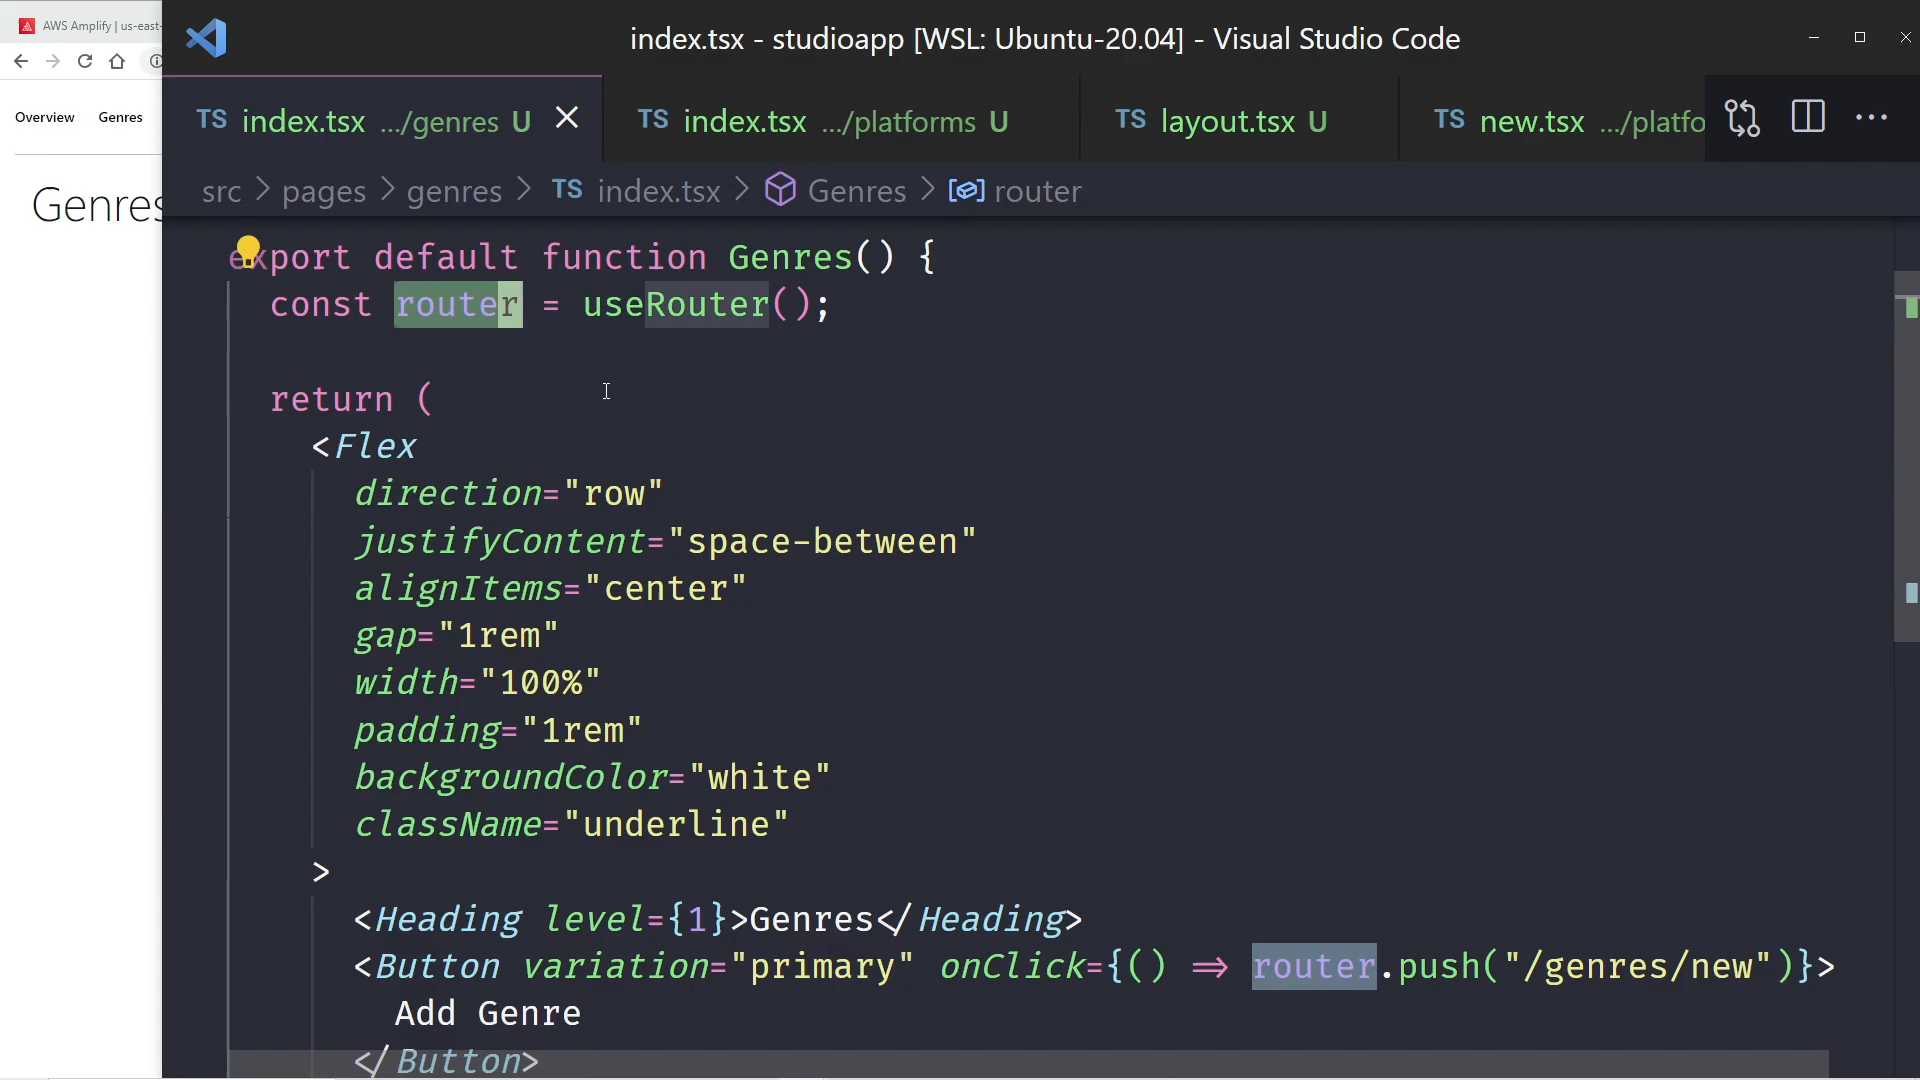 AWS Amplify | us-east-
index.tsx - studioapp [WSL: Ubuntu-20.04] - Visual Studio Code
TS index.tsx .../genres U
TS index.tsx .../platforms U
TS layout.tsx U
TS new.tsx .../platfo
Overview Genres
src > pages > genres > TS index.tsx > Genres > router
Genres
export default function Genres() {
const router = useRouter();
return (
<Flex
direction="row"
justifyContent="space-between"
alignItems="center"
gap="1rem"
width="100%"
padding="1rem"
backgroundColor="white"
className="underline"
>
<Heading level={1}>Genres</Heading>
<Button variation="primary" onClick={() => router.push("/genres/new")}>
Add Genre
</Button>